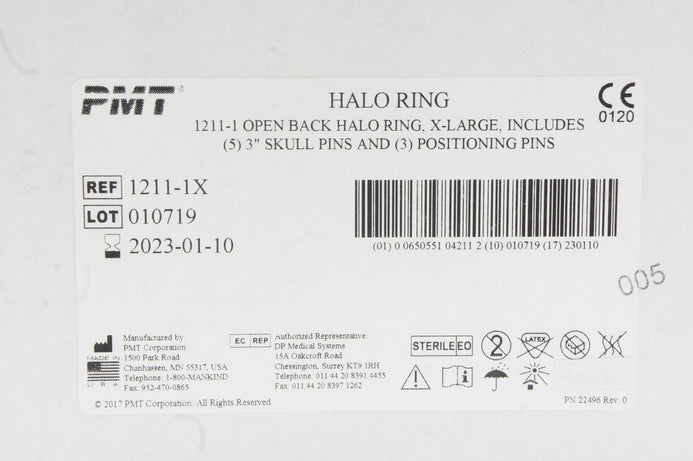 PMT
HALO RING
CE
0120
1211-1 OPEN BACK HALO RING, X-LARGE, INCLUDES
(5) 3" SKULL PINS AND (3) POSITIONING PINS
REF 1211-1X
LOT 010719
2023-01-10
(01) 0 0650551 04211 2 (10) 010719 (17) 230110
005
Manufactured by:
PMT Corporation
1500 Park Road
Chanhassen, MN 55317, USA
Telephone: 1-800-MANKIND
Fax: 952-470-0865
MADE IN
U S A
EC REP
Authorized Representative:
DP Medical Systems
15A Oakcroft Road
Chessington, Surrey KT9 1RH
Telephone: 011 44 20 8391 4455
Fax: 011 44 20 8397 1262
STERILE EO
2
LATEX
© 2017 PMT Corporation. All Rights Reserved.
PN 22496 Rev. 0